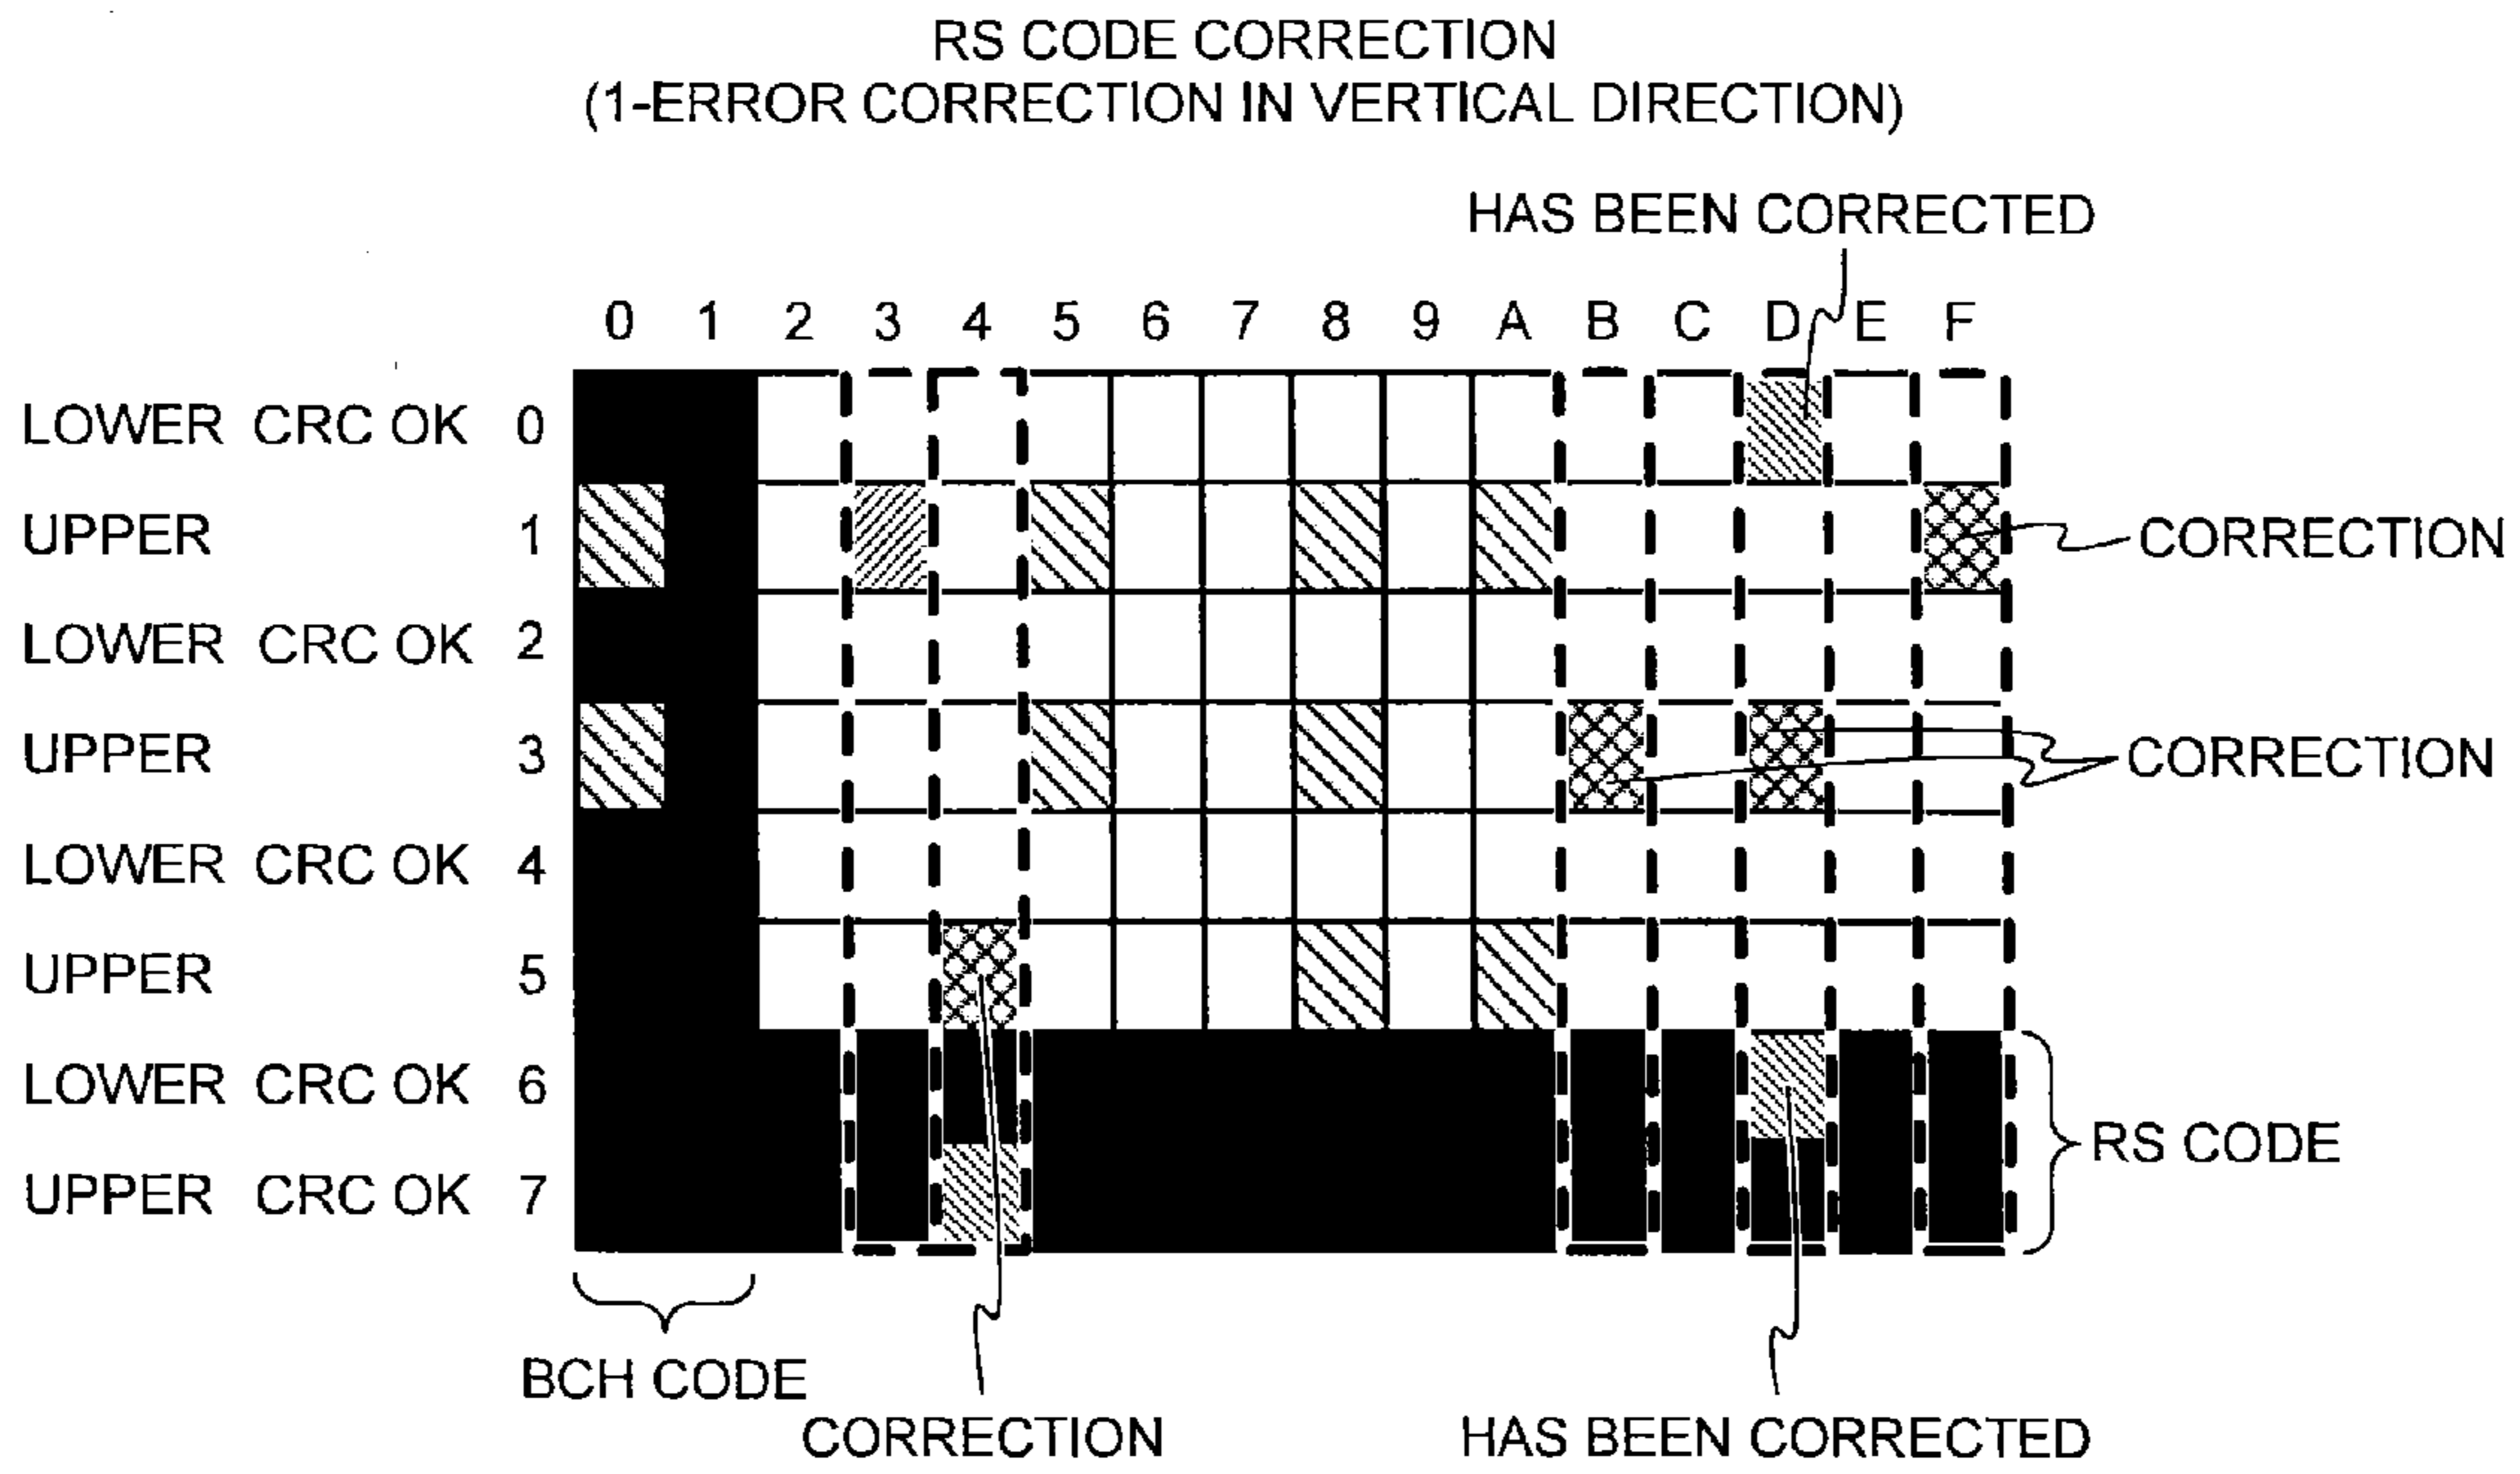 RS CODE CORRECTION
(1-ERROR CORRECTION IN VERTICAL DIRECTION)
HAS BEEN CORRECTED
0 1 2 3 4 5 6 7 8 9 A B C D E F
LOWER CRC OK 0
UPPER 1
CORRECTION
LOWER CRC OK 2
UPPER 3
CORRECTION
LOWER CRC OK 4
UPPER 5
LOWER CRC OK 6
RS CODE
UPPER CRC OK 7
BCH CODE
CORRECTION
HAS BEEN CORRECTED